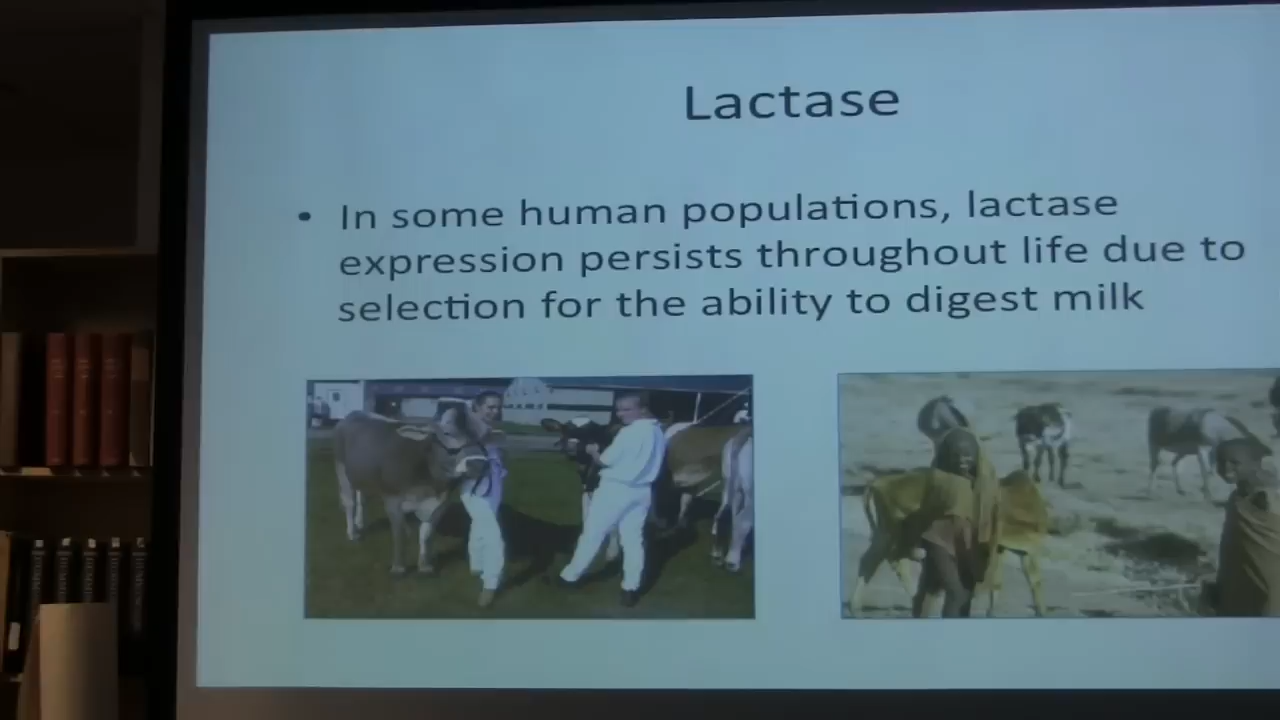 Lactase
• In some human populations, lactase
expression persists throughout life due to
selection for the ability to digest milk